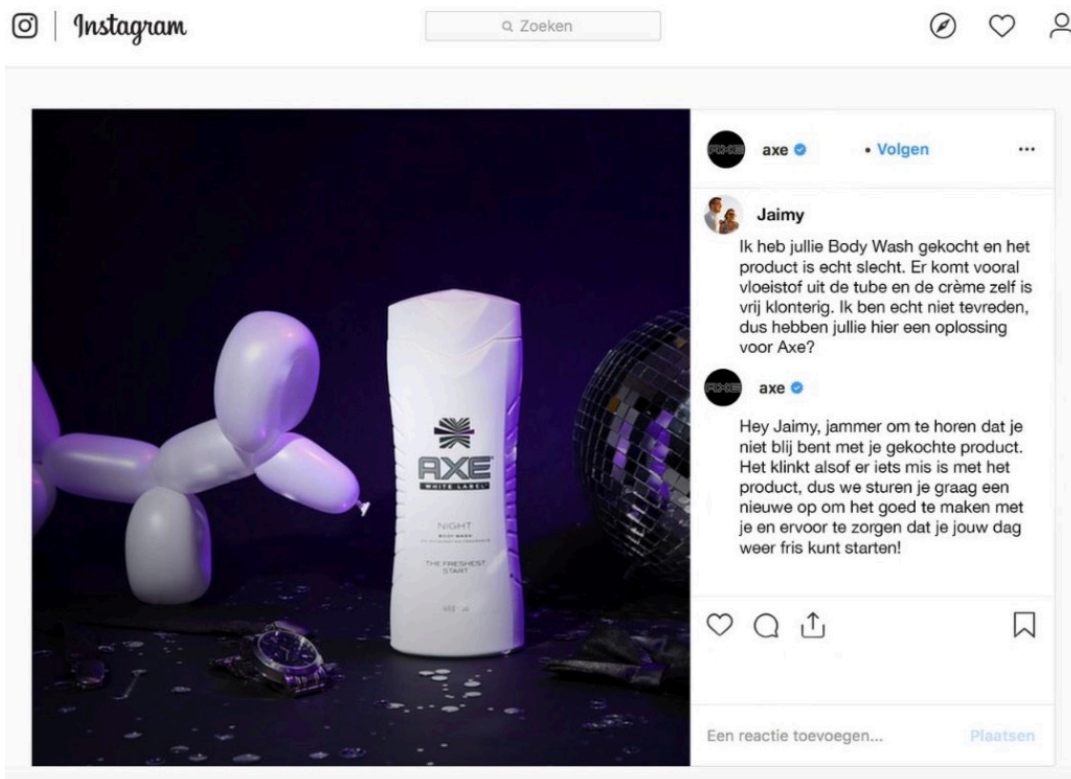 Instagram
Zoeken
axe
• Volgen
Jaimy
Ik heb jullie Body Wash gekocht en het
product is echt slecht. Er komt vooral
vloeistof uit de tube en de crème zelf is
vrij klonterig. Ik ben echt niet tevreden,
dus hebben jullie hier een oplossing
voor Axe?
axe
Hey Jaimy, jammer om te horen dat je
niet blij bent met je gekochte product.
Het klinkt alsof er iets mis is met het
product, dus we sturen je graag een
nieuwe op om het goed te maken met
je en ervoor te zorgen dat je jouw dag
weer fris kunt starten!
Een reactie toevoegen...
Plaatsen
AXE
WHITE LABEL
NIGHT
BODY WASH
THE FRESHEST
START